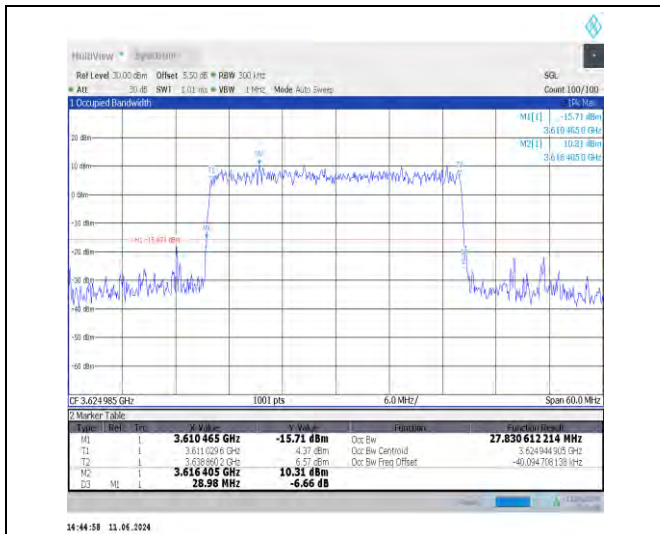 MultiView Spectrum
Ref Level 30.00 dBm Offset 5.50 dB RBW 300 kHz SGL
Att 30 dB SWT 1.01 ms VBW 1 MHz Mode Auto Sweep Count 100/100
1 Occupied Bandwidth 1Pk Max
M1[1] -15.71 dBm
3.610 465 0 GHz
M2[1] 10.31 dBm
3.616 405 0 GHz
20 dBm
10 dBm
0 dBm
-10 dBm
-20 dBm
-30 dBm
-40 dBm
-50 dBm
-60 dBm
CF 3.624985 GHz 1001 pts 6.0 MHz/ Span 60.0 MHz
2 Marker Table
Type Ref Trc X-Value Y-Value Function Function Result
M1 1 3.610 465 GHz -15.71 dBm Occ Bw 27.830 612 214 MHz
T1 1 3.611 029 6 GHz 4.37 dBm Occ Bw Centroid 3.624 944 905 GHz
T2 1 3.638 860 2 GHz 6.57 dBm Occ Bw Freq Offset -40.094 708 138 kHz
M2 1 3.616 405 GHz 10.31 dBm
D3 M1 1 28.98 MHz -6.66 dB
14:44:58 11.06.2024